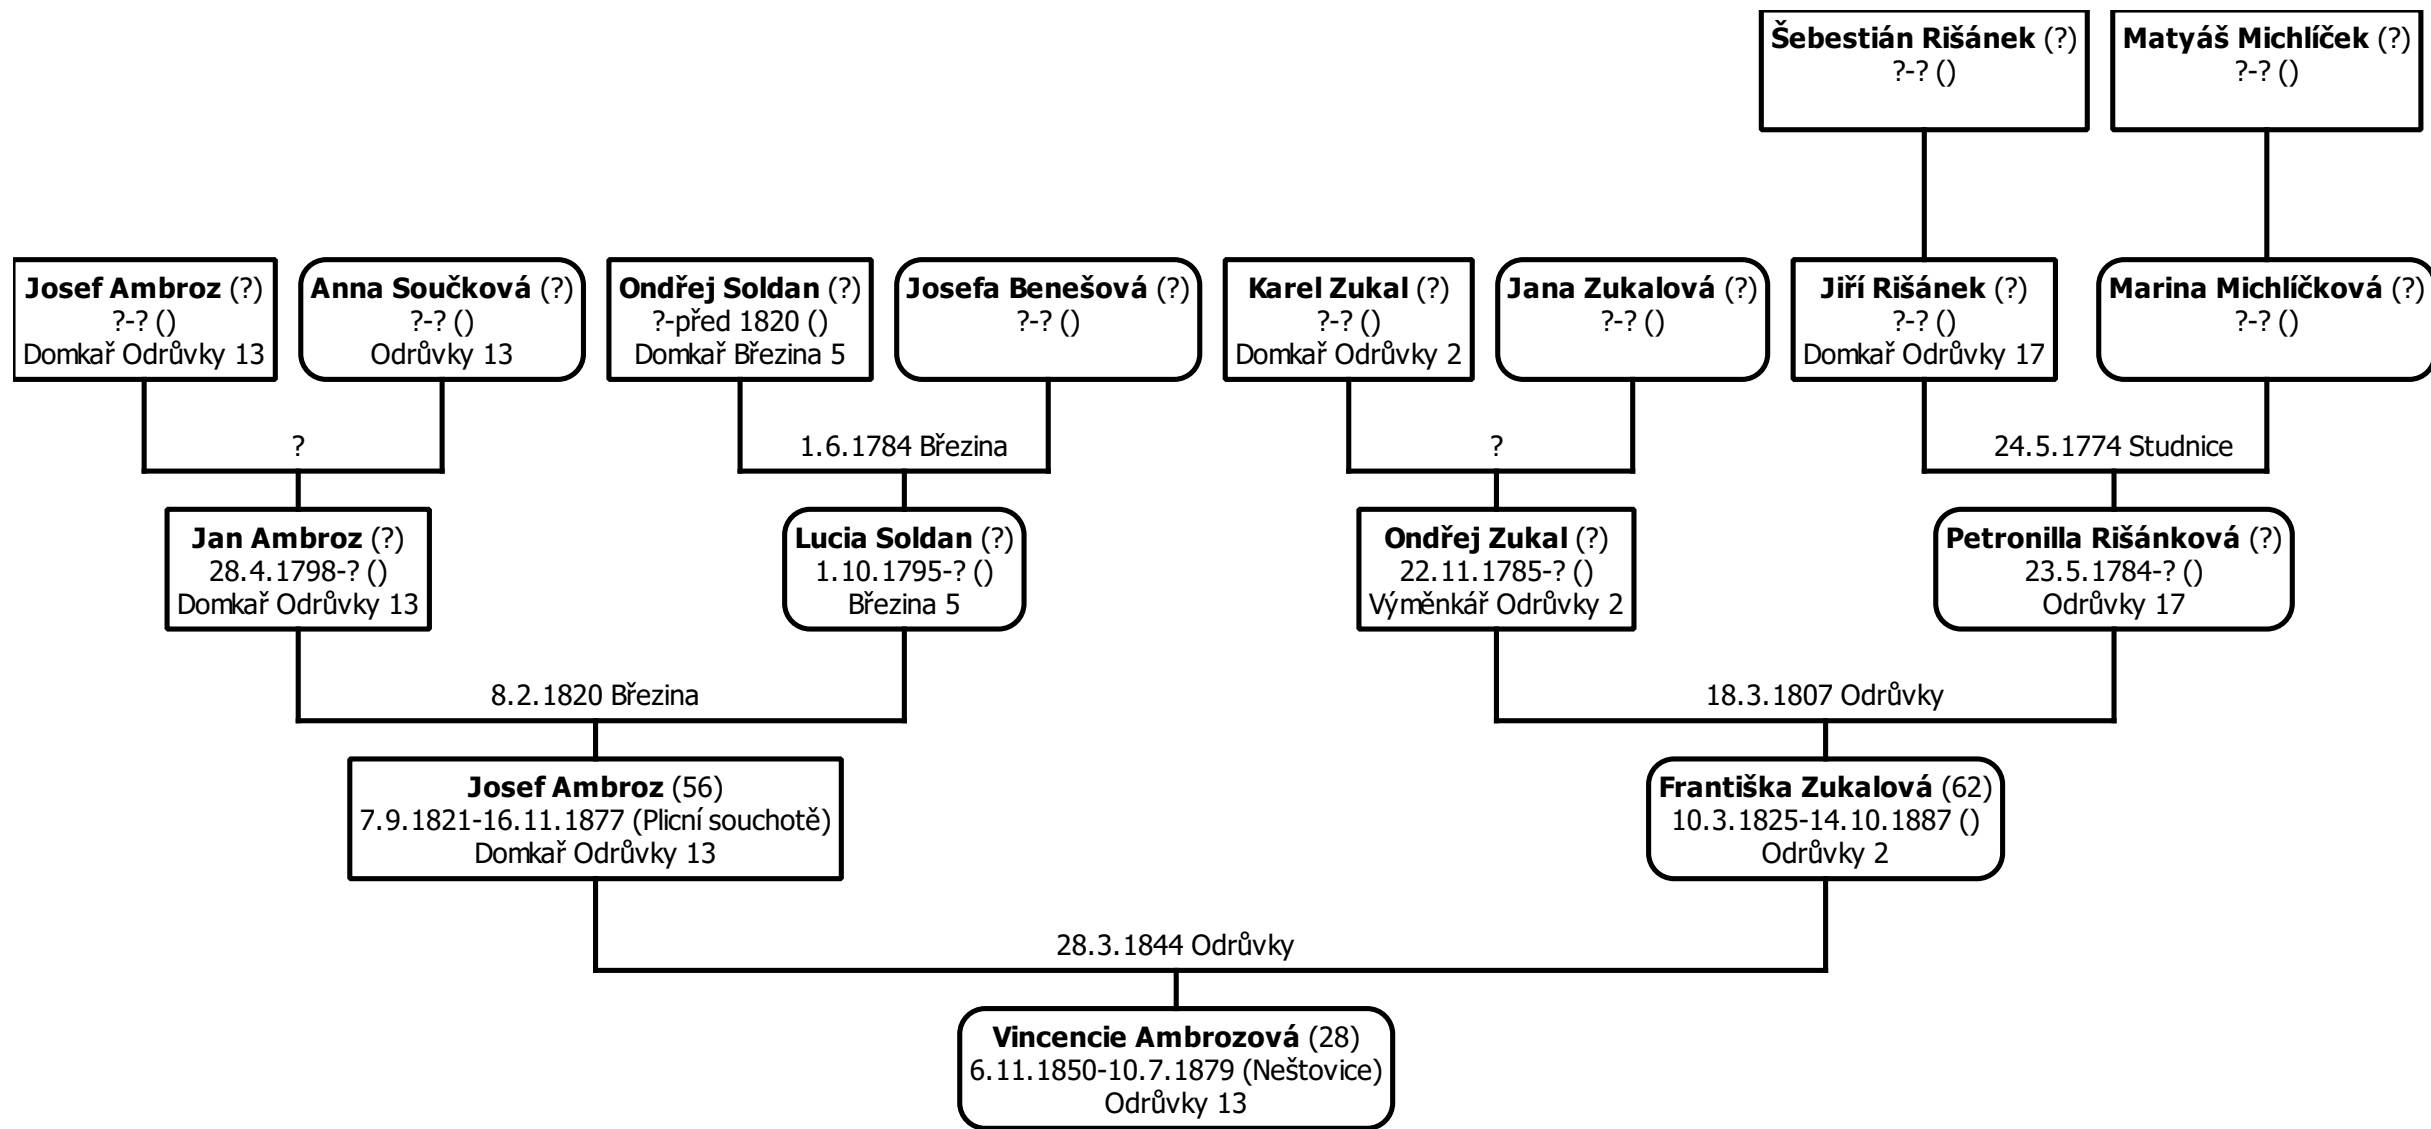 Šebestián Rišánek (?)
?-? ()
Matyáš Michlíček (?)
?-? ()
Josef Ambroz (?)
?-? ()
Domkař Odrůvky 13
Anna Součková (?)
?-? ()
Odrůvky 13
Ondřej Soldan (?)
?-před 1820 ()
Domkař Březina 5
Josefa Benešová (?)
?-? ()
Karel Zukal (?)
?-? ()
Domkař Odrůvky 2
Jana Zukalová (?)
?-? ()
Jiří Rišánek (?)
?-? ()
Domkař Odrůvky 17
Marina Michlíčková (?)
?-? ()
?
1.6.1784 Březina
?
24.5.1774 Studnice
Jan Ambroz (?)
28.4.1798-? ()
Domkař Odrůvky 13
Lucia Soldan (?)
1.10.1795-? ()
Březina 5
Ondřej Zukal (?)
22.11.1785-? ()
Výměnkář Odrůvky 2
Petronilla Rišánková (?)
23.5.1784-? ()
Odrůvky 17
8.2.1820 Březina
18.3.1807 Odrůvky
Josef Ambroz (56)
7.9.1821-16.11.1877 (Plicní souchotě)
Domkař Odrůvky 13
Františka Zukalová (62)
10.3.1825-14.10.1887 ()
Odrůvky 2
28.3.1844 Odrůvky
Vincencie Ambrozová (28)
6.11.1850-10.7.1879 (Neštovice)
Odrůvky 13